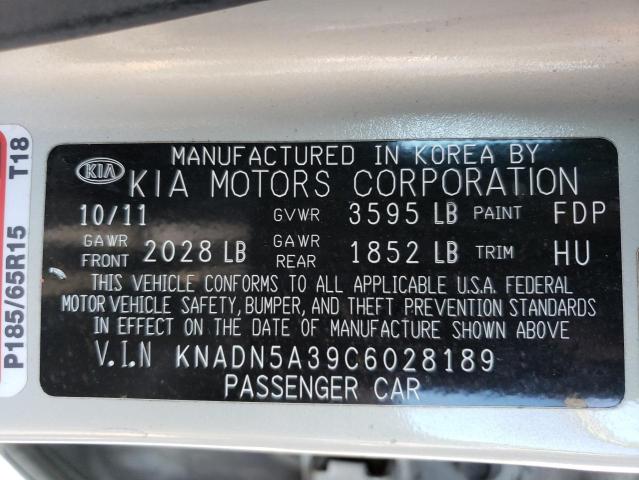 MANUFACTURED IN KOREA BY
KIA KIA MOTORS CORPORATION
10/11 GVWR 3595 LB PAINT FDP
GAWR FRONT 2028 LB GAWR REAR 1852 LB TRIM HU
THIS VEHICLE CONFORMS TO ALL APPLICABLE U.S.A. FEDERAL
MOTOR VEHICLE SAFETY, BUMPER, AND THEFT PREVENTION STANDARDS
IN EFFECT ON THE DATE OF MANUFACTURE SHOWN ABOVE
V.I.N KNADN5A39C6028189
PASSENGER CAR
P185/65R15 T18